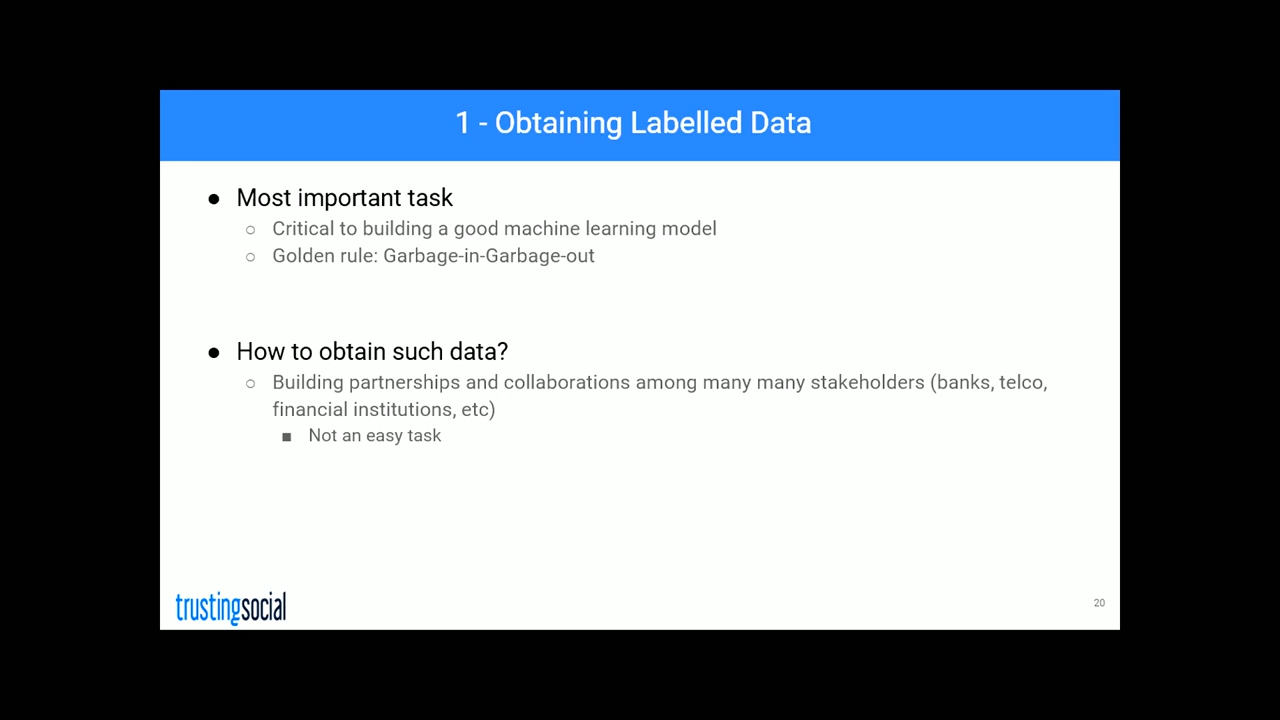 1 - Obtaining Labelled Data
● Most important task
○ Critical to building a good machine learning model
○ Golden rule: Garbage-in-Garbage-out
● How to obtain such data?
○ Building partnerships and collaborations among many many stakeholders (banks, telco,
financial institutions, etc)
■ Not an easy task
trustingsocial
20